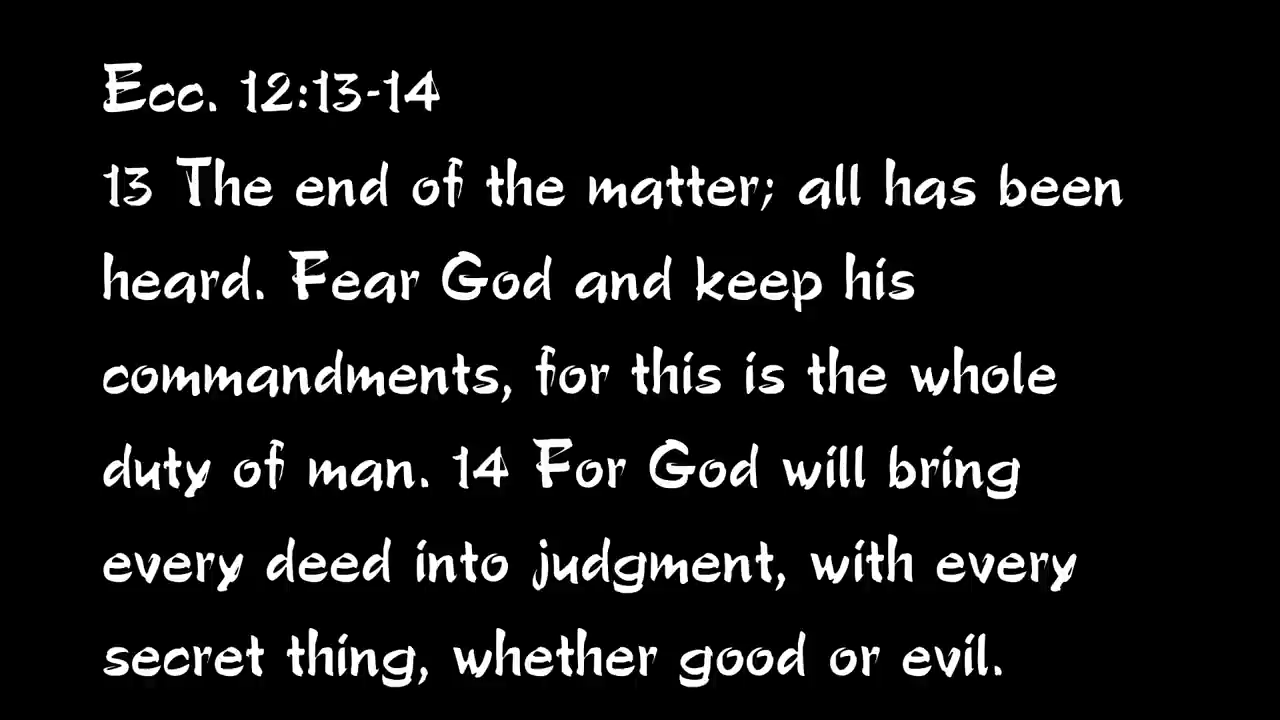 Ecc. 12:13-14
13 The end of the matter; all has been
heard. Fear God and keep his
commandments, for this is the whole
duty of man. 14 For God will bring
every deed into judgment, with every
secret thing, whether good or evil.